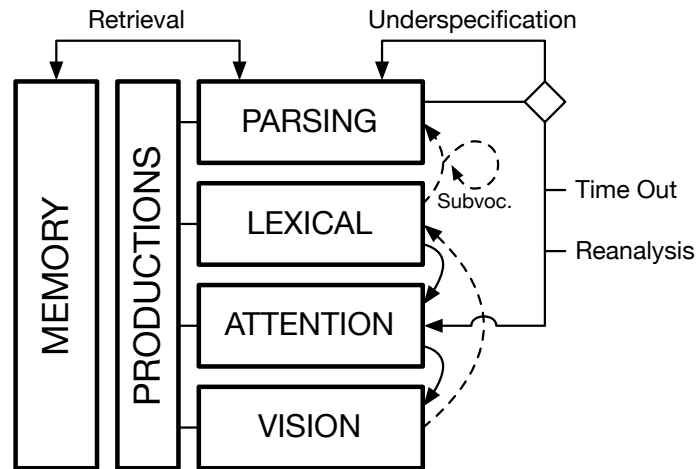 Retrieval
Underspecification
MEMORY
PRODUCTIONS
PARSING
Subvoc.
LEXICAL
Time Out
Reanalysis
ATTENTION
VISION